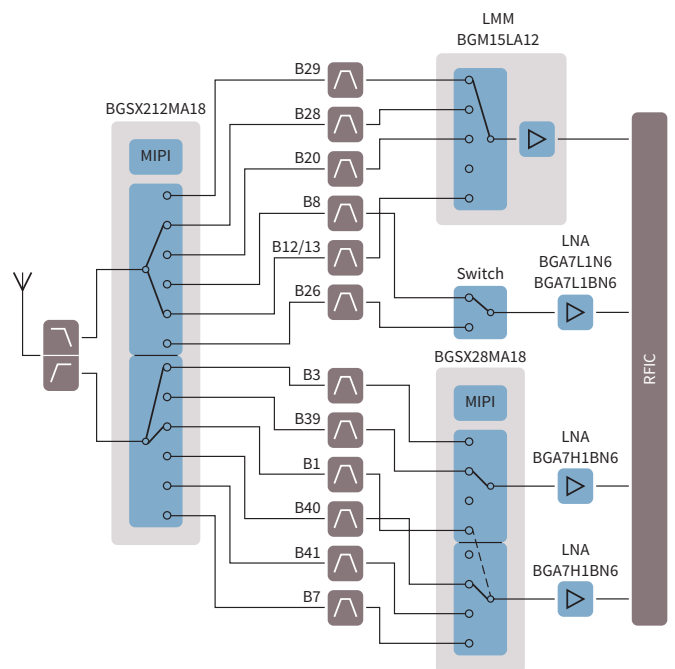 LMM
BGM15LA12
B29
BGSX212MA18
B28
MIPI
B20
B8
B12/13
LNA
BGA7L1N6
BGA7L1BN6
Switch
B26
BGSX28MA18
RFIC
B3
MIPI
B39
LNA
BGA7H1BN6
B1
B40
B41
LNA
BGA7H1BN6
B7